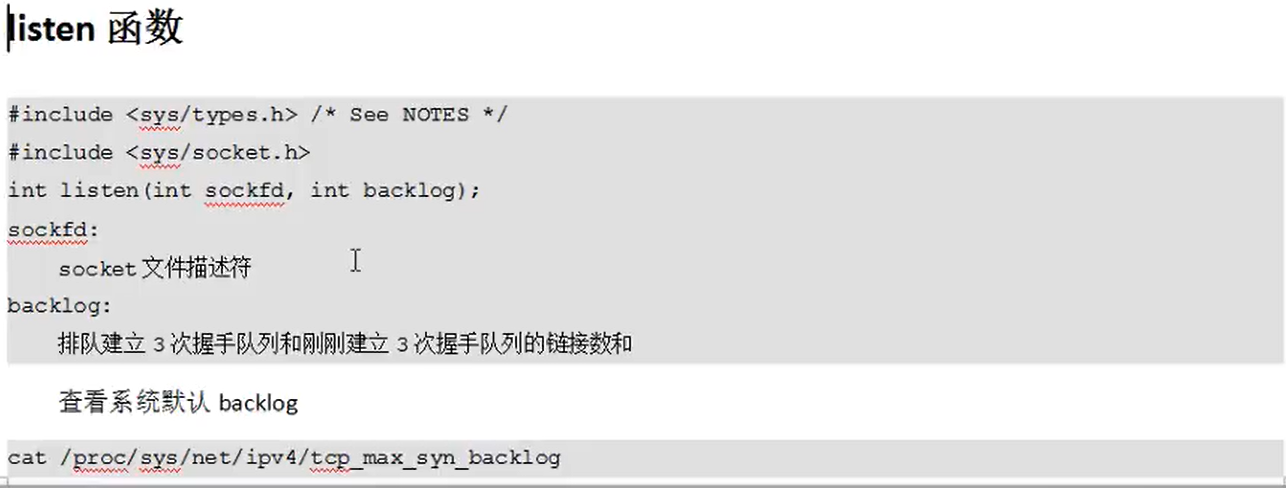 listen 函数
#include <sys/types.h> /* See NOTES */
#include <sys/socket.h>
int listen(int sockfd, int backlog);
sockfd:
socket 文件描述符
backlog:
排队建立 3 次握手队列和刚刚建立 3 次握手队列的链接数和
查看系统默认 backlog
cat /proc/sys/net/ipv4/tcp_max_syn_backlog